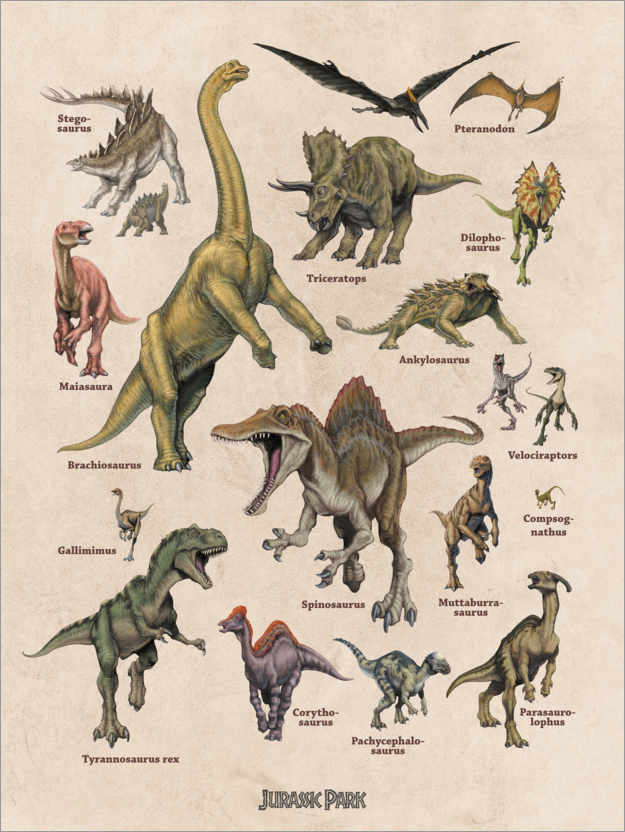 Stego-
saurus
Pteranodon
Dilopho-
saurus
Triceratops
Ankylosaurus
Maiasaura
Velociraptors
Brachiosaurus
Compsog-
nathus
Gallimimus
Spinosaurus
Muttaburra-
saurus
Corytho-
saurus
Parasauro-
lophus
Pachycephalo-
saurus
Tyrannosaurus rex
JURASSIC PARK